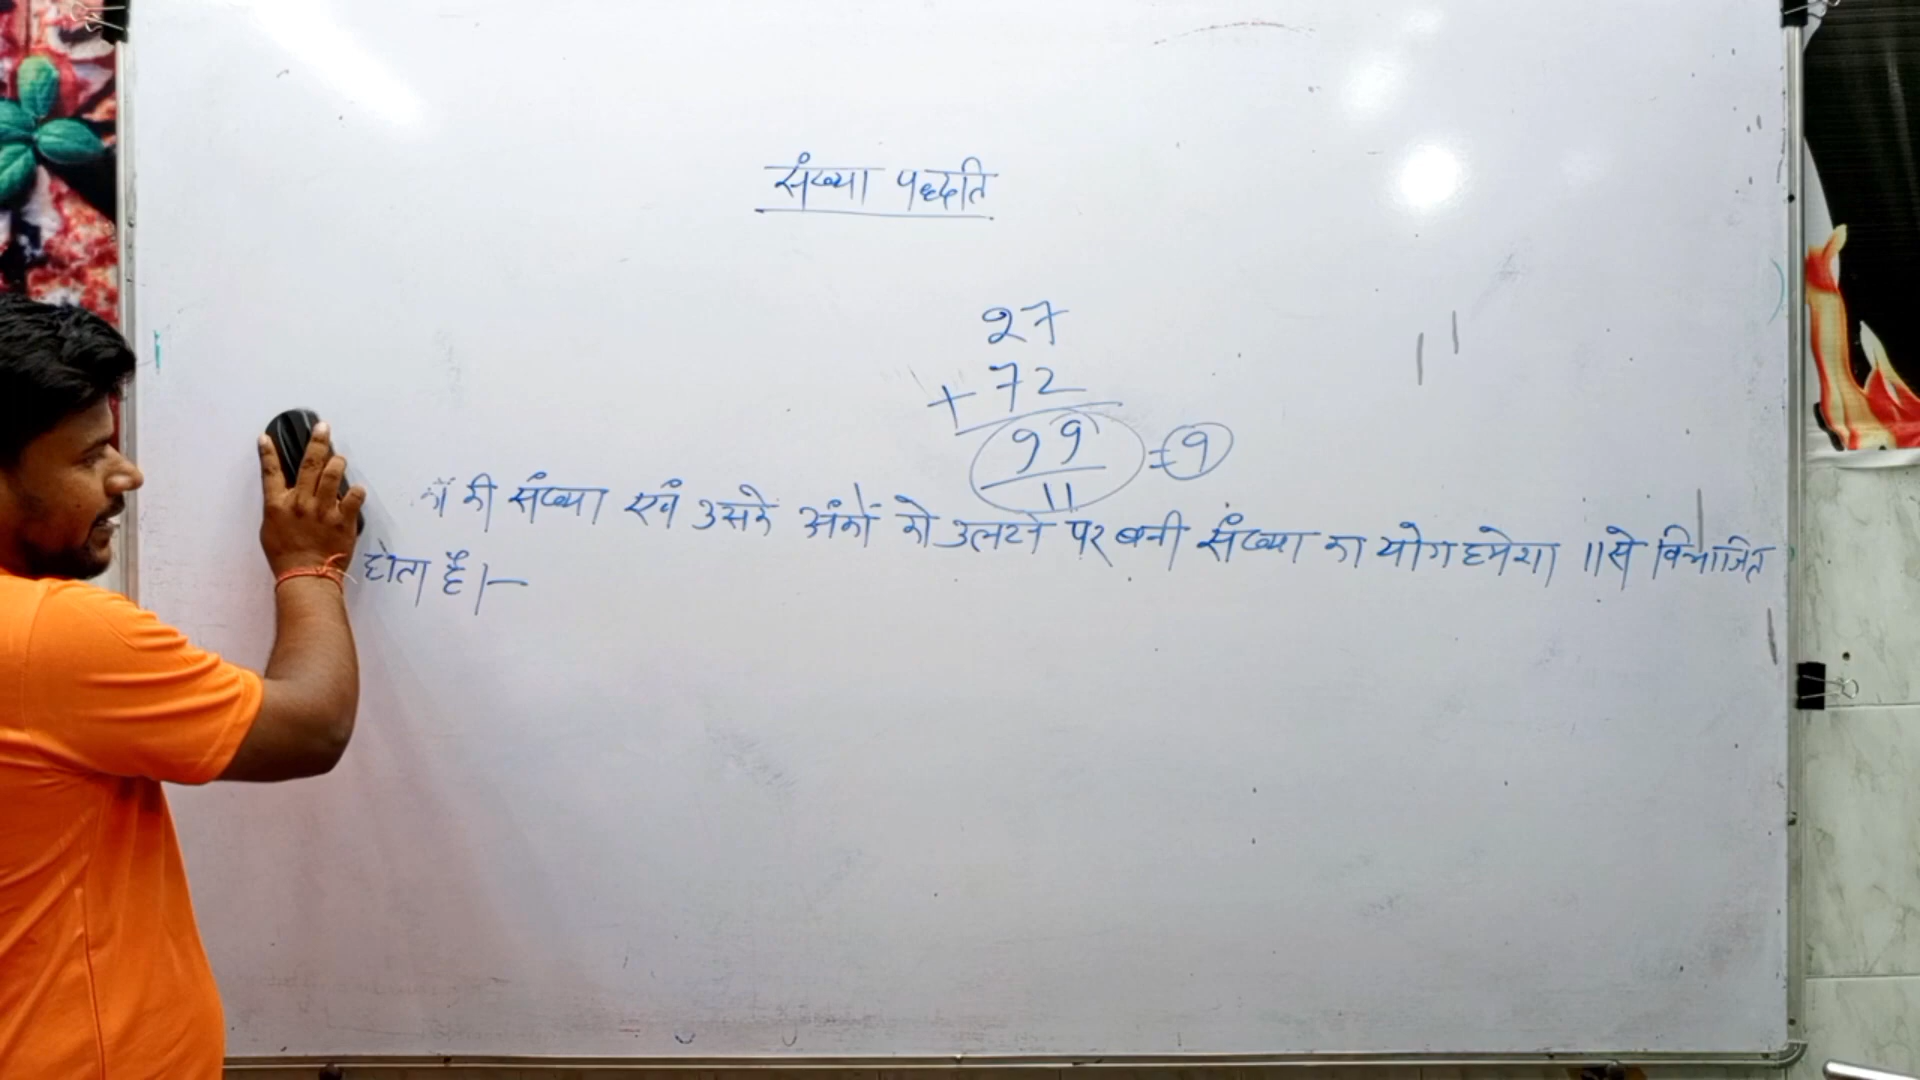 संख्या पद्धति
27
+ 72
99 = 9
11
की संख्या एवं उसके अंकों को उलटने पर बनी संख्या का योग हमेशा 11 से विभाजित
होता है।-